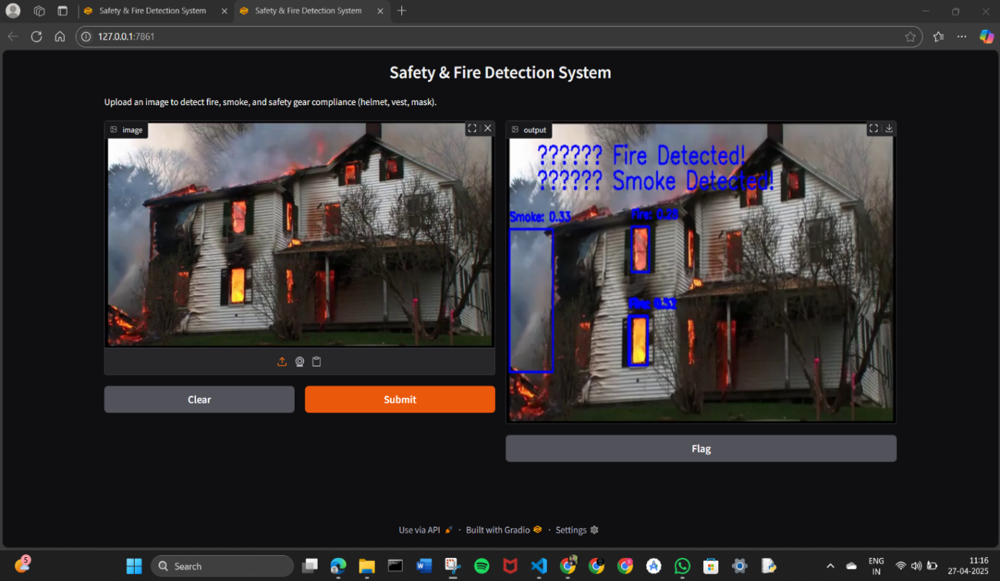 Safety & Fire Detection System
Safety & Fire Detection System
127.0.0.1:7861
Safety & Fire Detection System
Upload an image to detect fire, smoke, and safety gear compliance (helmet, vest, mask).
image
output
?????? Fire Detected!
?????? Smoke Detected!
Smoke: 0.33
Fire: 0.28
Fire:
Clear
Submit
Flag
Use via API · Built with Gradio · Settings
5
Search
ENG
IN
11:16
27-04-2025